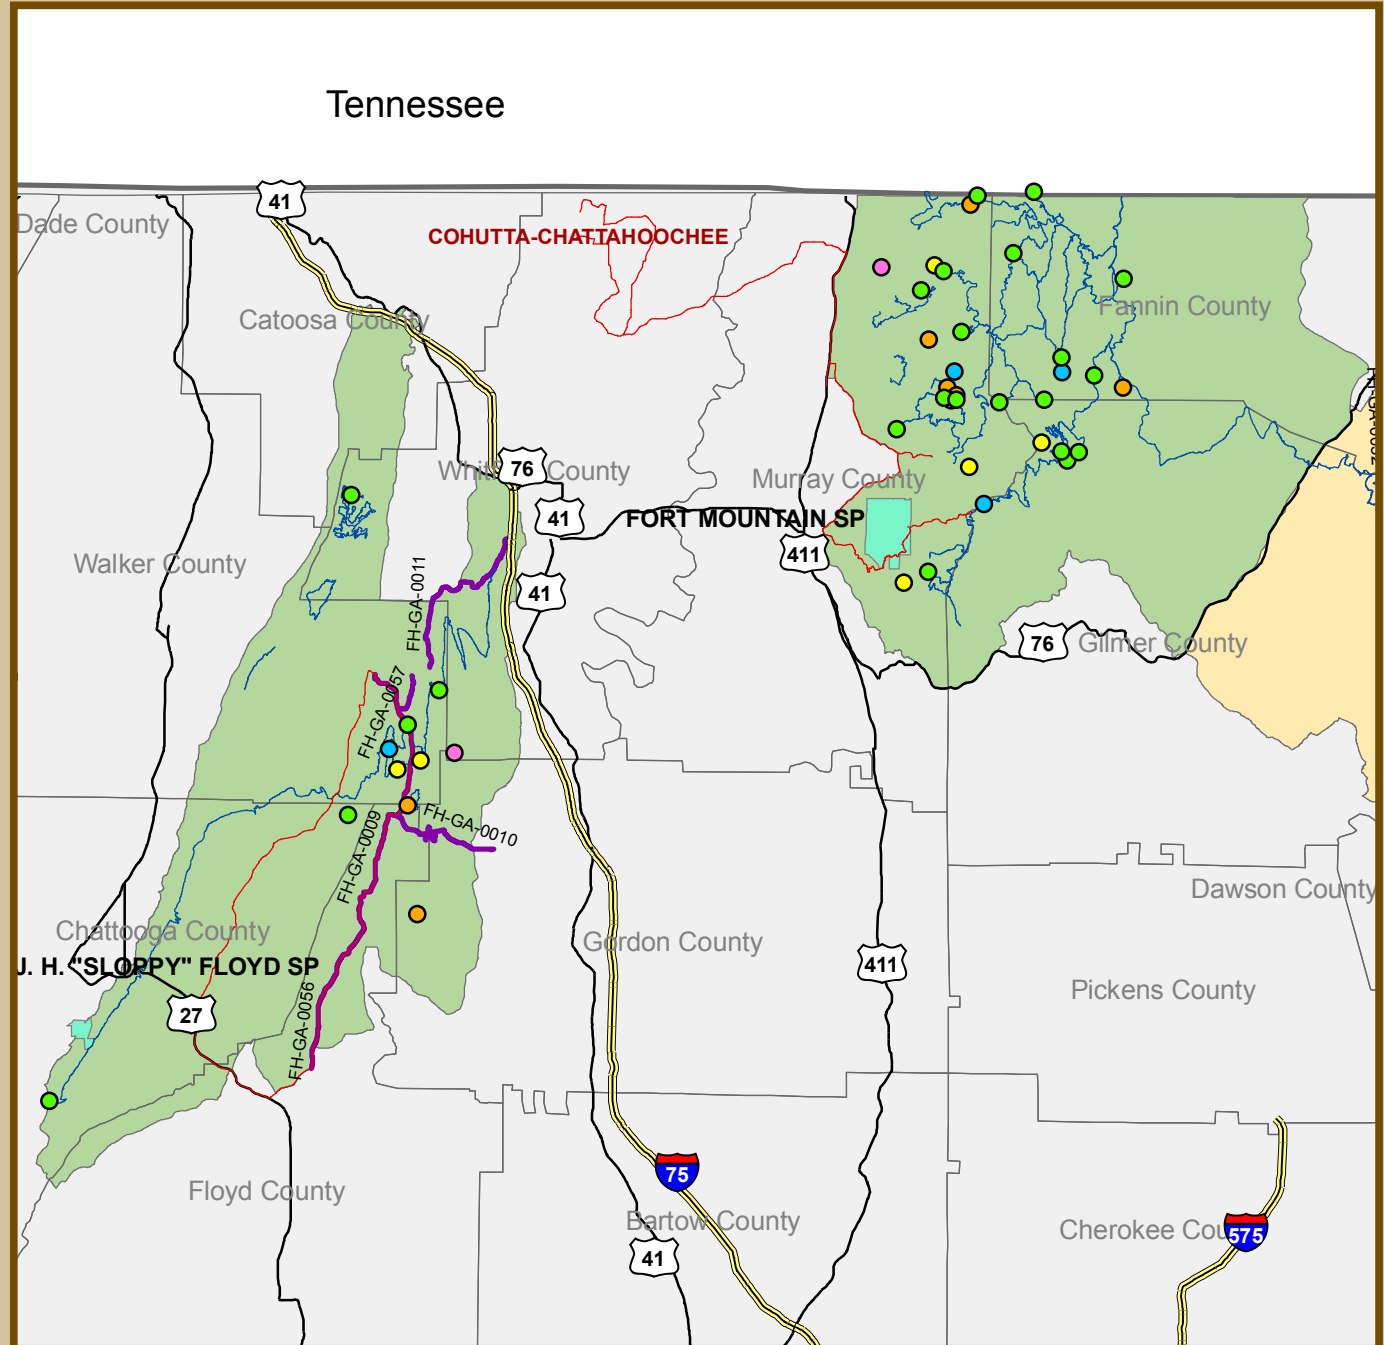 Tennessee
41
Dade County
COHUTTA-CHATTAHOOCHEE
Catoosa County
Fannin County
76
County
Murray County
41
FORT MOUNTAIN SP
411
Walker County
FH-GA-0011
41
76
Gilmer County
FH-GA-0057
FH-GA-0009
FH-GA-0010
Dawson County
Chattooga County
Gordon County
J. H. "SLOPPY" FLOYD SP
411
Pickens County
27
FH-GA-0056
75
Floyd County
Bartow County
Cherokee Cou
575
41